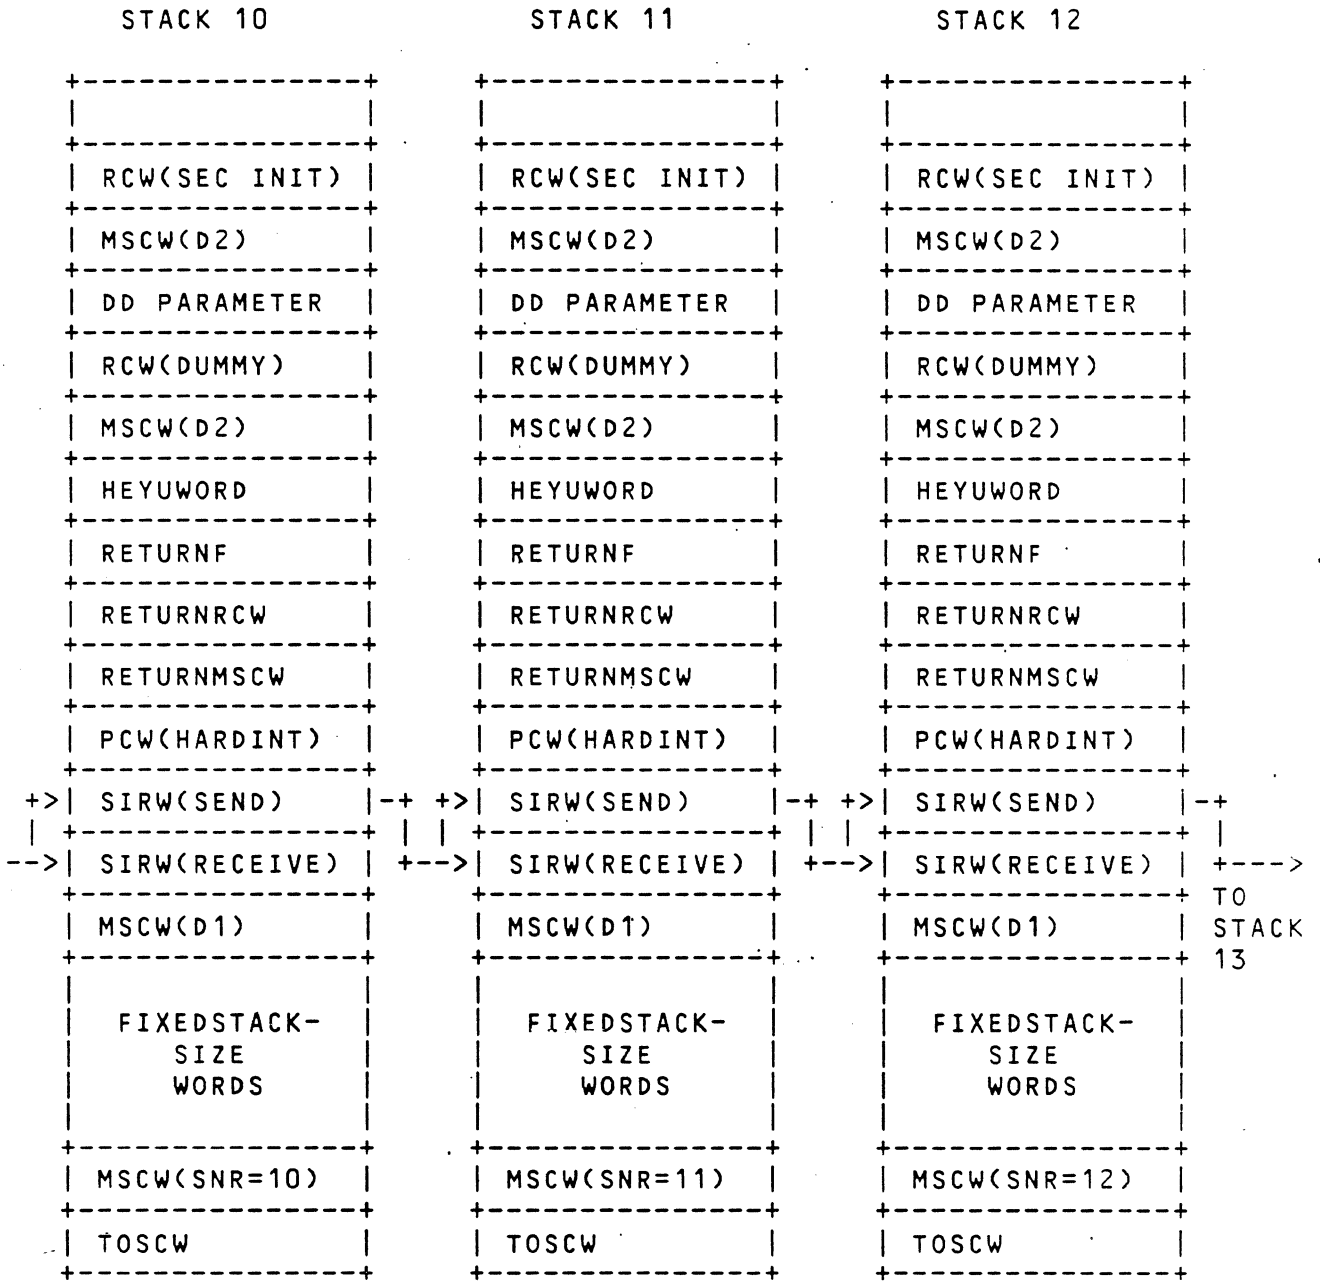 STACK 10 STACK 11 STACK 12
RCW(SEC INIT) RCW(SEC INIT) RCW(SEC INIT)
MSCW(D2) MSCW(D2) MSCW(D2)
DD PARAMETER DD PARAMETER DD PARAMETER
RCW(DUMMY) RCW(DUMMY) RCW(DUMMY)
MSCW(D2) MSCW(D2) MSCW(D2)
HEYUWORD HEYUWORD HEYUWORD
RETURNF RETURNF RETURNF
RETURNRCW RETURNRCW RETURNRCW
RETURNMSCW RETURNMSCW RETURNMSCW
PCW(HARDINT) PCW(HARDINT) PCW(HARDINT)
SIRW(SEND) SIRW(SEND) SIRW(SEND)
SIRW(RECEIVE) SIRW(RECEIVE) SIRW(RECEIVE)
TO
MSCW(D1) MSCW(D1) MSCW(D1) STACK
13
FIXEDSTACK- FIXEDSTACK- FIXEDSTACK-
SIZE SIZE SIZE
WORDS WORDS WORDS
MSCW(SNR=10) MSCW(SNR=11) MSCW(SNR=12)
TOSCW TOSCW TOSCW